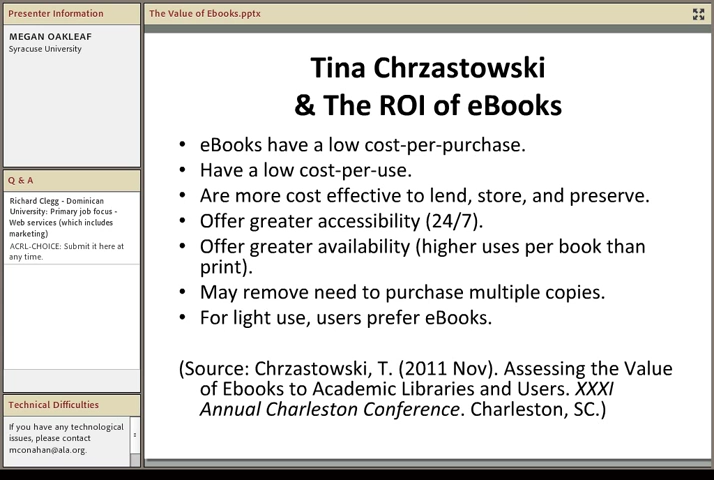 Presenter Information
MEGAN OAKLEAF
Syracuse University
Q & A
Richard Clegg - Dominican
University: Primary job focus -
Web services (which includes
marketing)
ACRL-CHOICE: Submit it here at
any time.
Technical Difficulties
If you have any technological
issues, please contact
mconahan@ala.org.
The Value of Ebooks.pptx
Tina Chrzastowski
& The ROI of eBooks
• eBooks have a low cost-per-purchase.
• Have a low cost-per-use.
• Are more cost effective to lend, store, and preserve.
• Offer greater accessibility (24/7).
• Offer greater availability (higher uses per book than
print).
• May remove need to purchase multiple copies.
• For light use, users prefer eBooks.
(Source: Chrzastowski, T. (2011 Nov). Assessing the Value
of Ebooks to Academic Libraries and Users. XXXI
Annual Charleston Conference. Charleston, SC.)